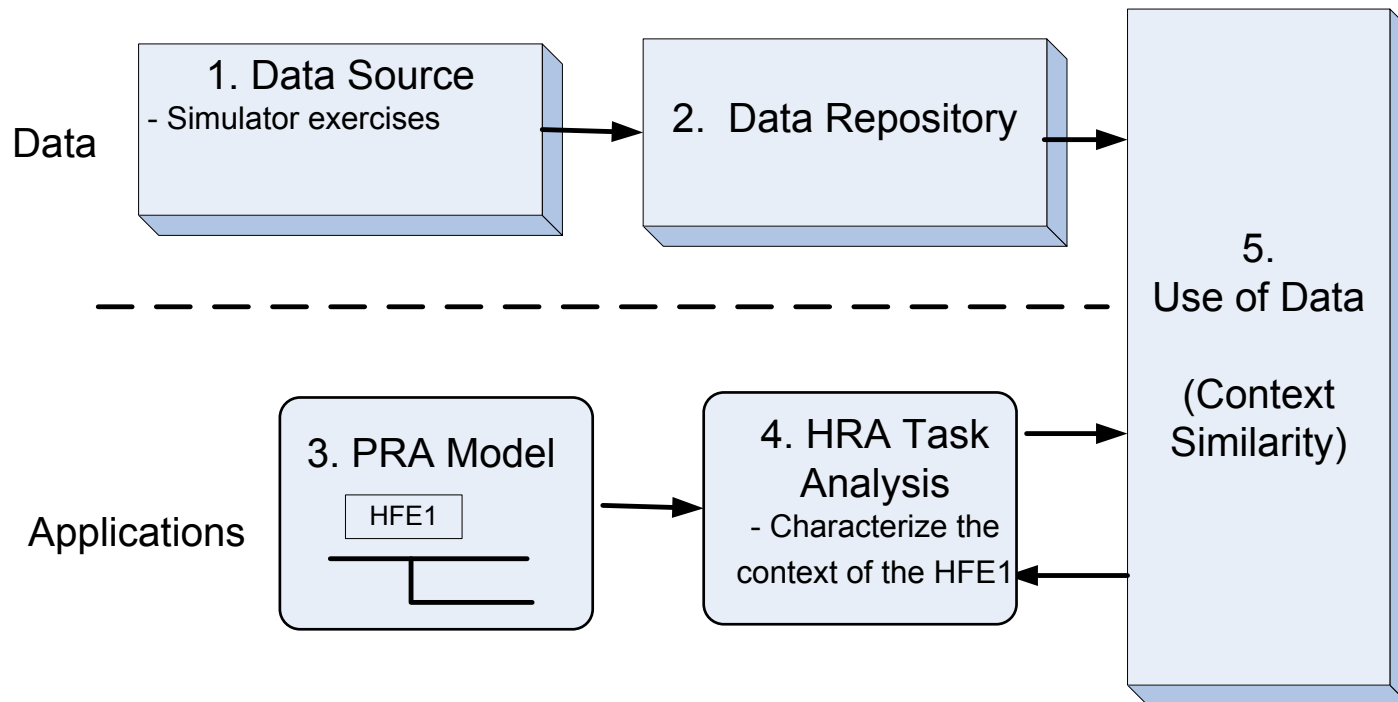 Data
1. Data Source
- Simulator exercises
2. Data Repository
5.
Use of Data
(Context
Similarity)
Applications
3. PRA Model
HFE1
4. HRA Task
Analysis
- Characterize the
context of the HFE1